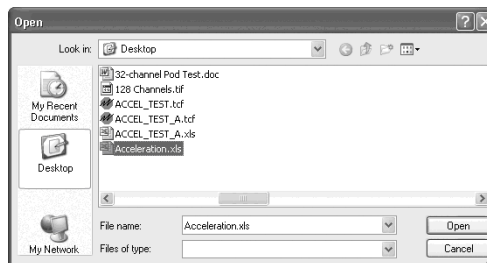 Open
Look in: Desktop
My Recent
Documents
Desktop
My Network
32-channel Pod Test.doc
128 Channels.tif
ACCEL_TEST.tcf
ACCEL_TEST_A.tcf
ACCEL_TEST_A.xls
Acceleration.xls
File name: Acceleration.xls Open
Files of type: Cancel